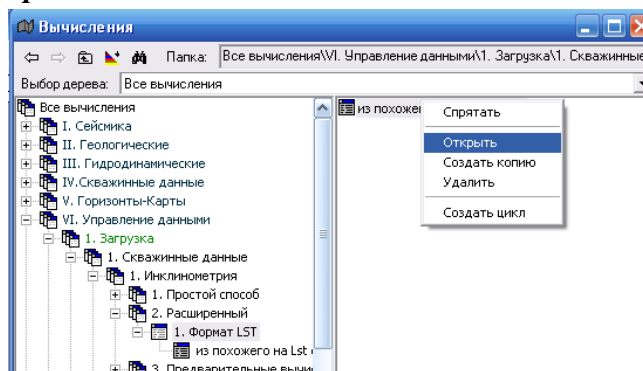 Вычисления
Папка: Все вычисления\VI. Управление данными\1. Загрузка\1. Скважинные
Выбор дерева: Все вычисления
Все вычисления
I. Сейсмика
II. Геологические
III. Гидродинамические
IV.Скважинные данные
V. Горизонты-Карты
VI. Управление данными
1. Загрузка
1. Скважинные данные
1. Инклинометрия
1. Простой способ
2. Расширенный
1. Формат LST
из похожего на Lst
3. Предварительные
из
Спрятать
Открыть
Создать копию
Удалить
Создать цикл